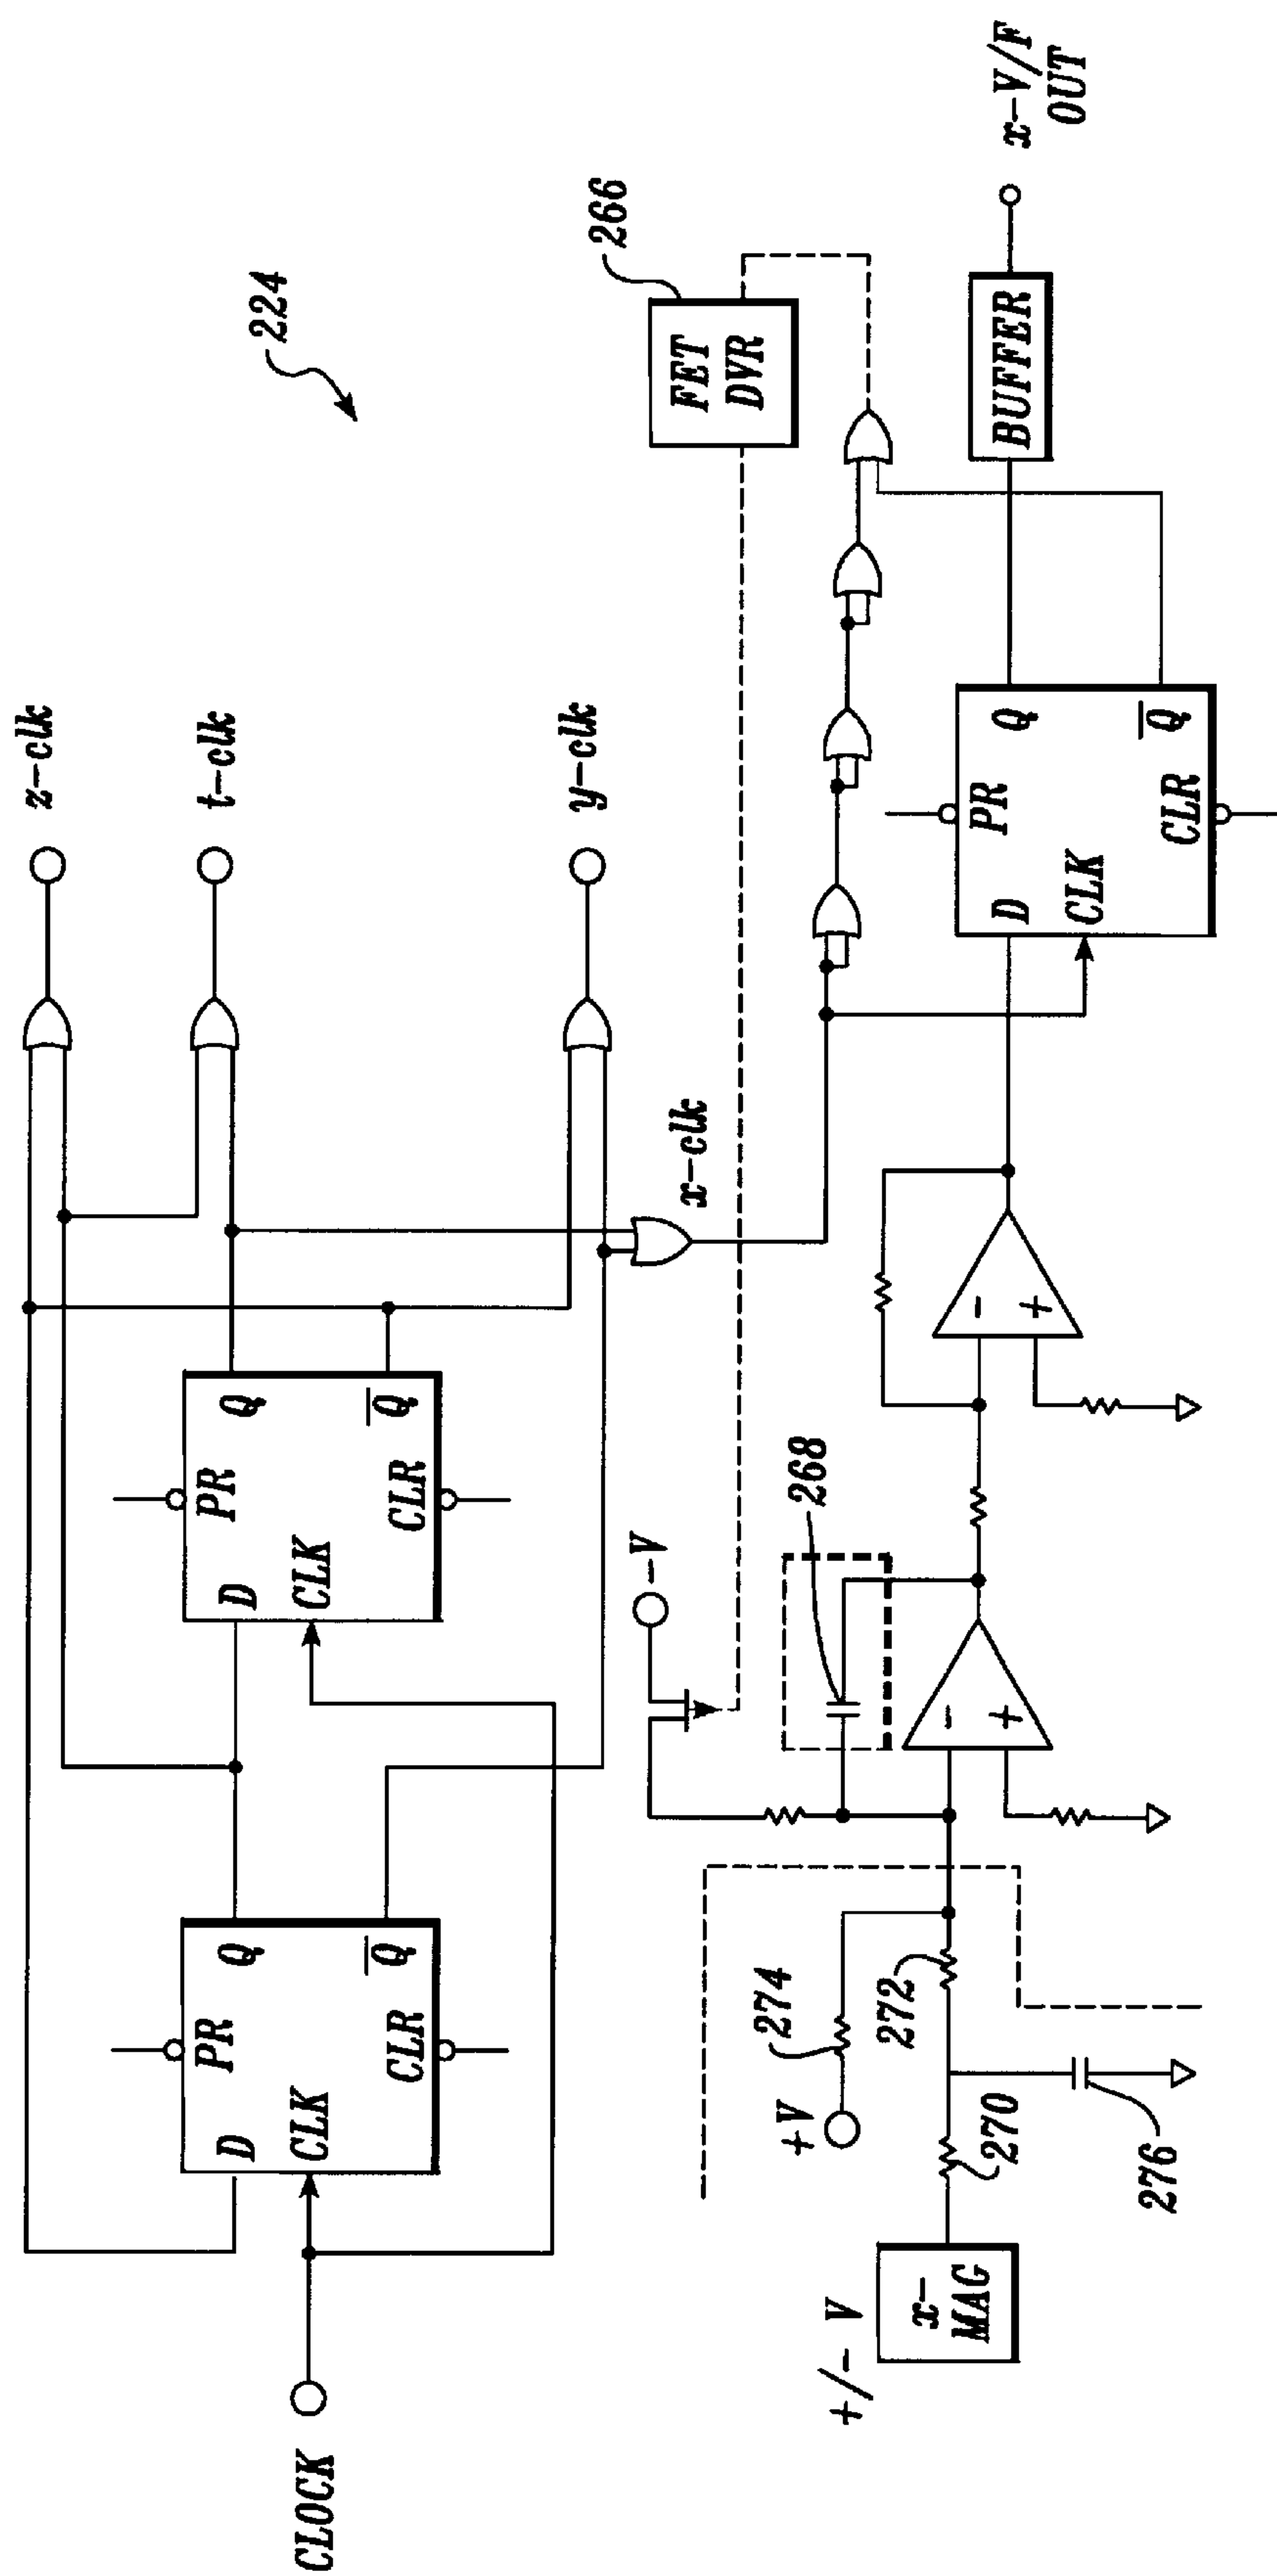 224
z-clk
t-clk
y-clk
x-clk
CLOCK
D
PR
Q
CLK
Q
CLR
D
PR
Q
CLK
Q
CLR
266
FET
DVR
-V
268
-
+
-
+
D
PR
Q
CLK
Q
CLR
BUFFER
x-V/F
OUT
+V
274
272
270
276
+/- V
x-
MAG